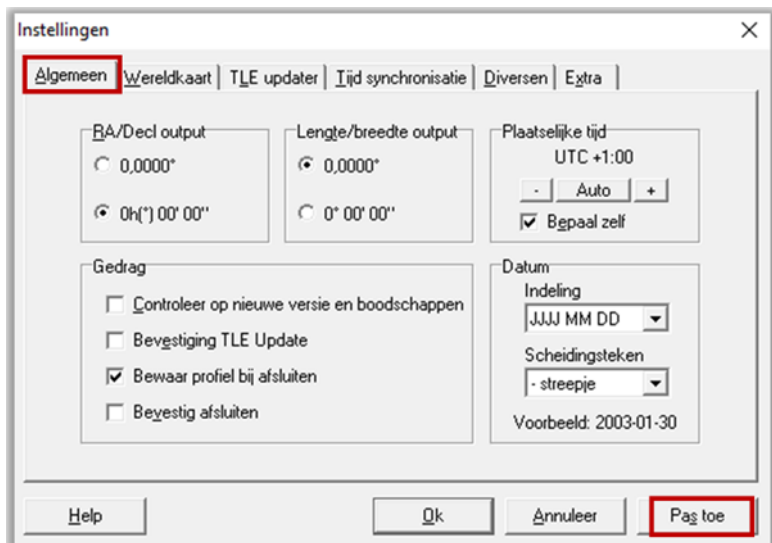 Instellingen
Algemeen Wereldkaart TLE updater Tijd synchronisatie Diversen Extra
RA/Decl output
0,0000°
0h(°) 00' 00''
Lengte/breedte output
0,0000°
0° 00' 00''
Plaatselijke tijd
UTC +1:00
- Auto +
Bepaal zelf
Gedrag
Controleer op nieuwe versie en boodschappen
Bevestiging TLE Update
Bewaar profiel bij afsluiten
Bevestig afsluiten
Datum
Indeling
JJJJ MM DD
Scheidingsteken
- streepje
Voorbeeld: 2003-01-30
Help Ok Annuleer Pas toe